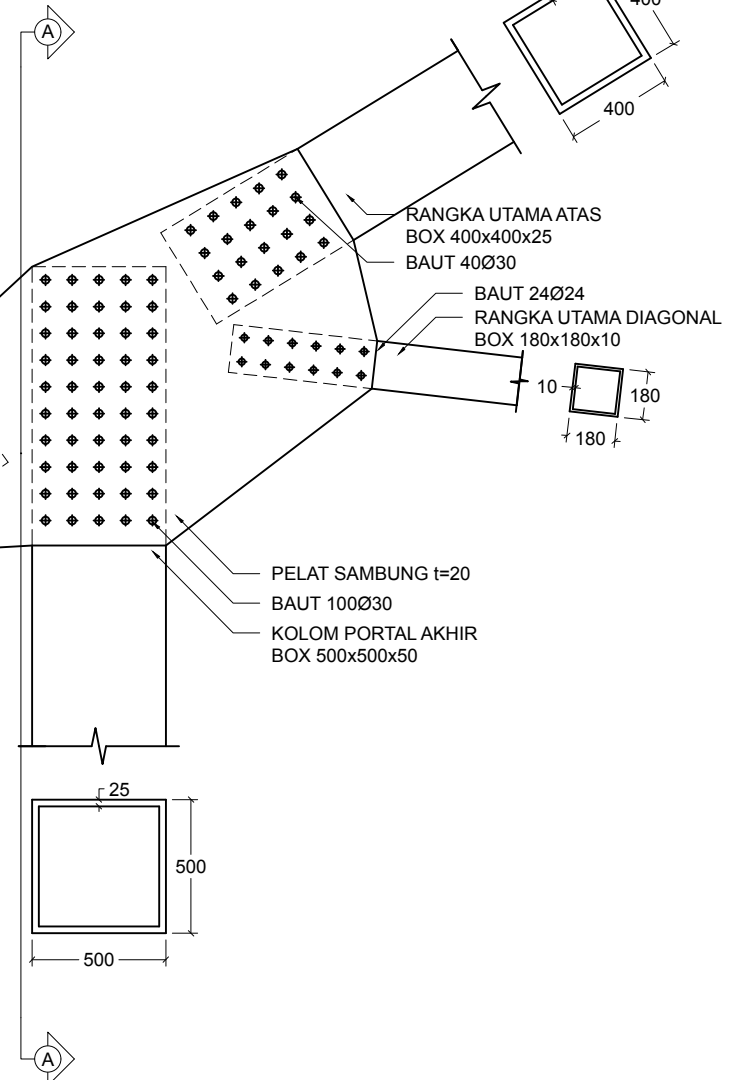 A
400
400
RANGKA UTAMA ATAS
BOX 400x400x25
BAUT 40Ø30
BAUT 24Ø24
RANGKA UTAMA DIAGONAL
BOX 180x180x10
10
180
180
PELAT SAMBUNG t=20
BAUT 100Ø30
KOLOM PORTAL AKHIR
BOX 500x500x50
25
500
500
A